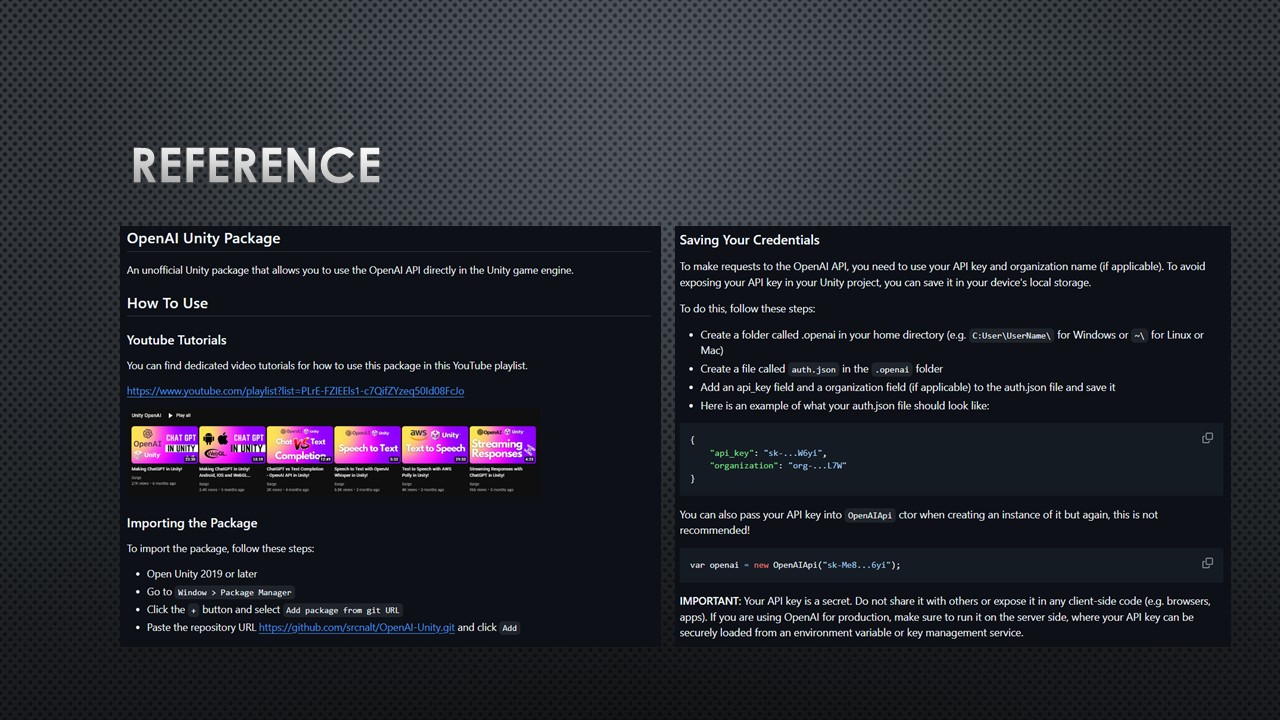 REFERENCE
OpenAI Unity Package
An unofficial Unity package that allows you to use the OpenAI API directly in the Unity game engine.
How To Use
Youtube Tutorials
You can find dedicated video tutorials for how to use this package in this YouTube playlist.
https://www.youtube.com/playlist?list=PLrE-FZIEEls1-c7QifZYzeq50Id08FcJo
Unity OpenAI Play all
OpenAI Unity CHAT GPT IN UNITY
WebGL CHAT GPT IN UNITY
OpenAI Unity Chat VS Text Completion
OpenAI Unity Speech to Text
aws Unity Text to Speech
OpenAI Unity Streaming Responses
Making ChatGPT in Unity!
Making ChatGPT in Unity! Android, iOS and WebGL...
ChatGPT vs Text Completion - OpenAI API in Unity!
Speech to Text with OpenAI Whisper in Unity!
Text to Speech with AWS Polly in Unity!
Streaming Responses with ChatGPT in Unity!
Importing the Package
To import the package, follow these steps:
• Open Unity 2019 or later
• Go to Window > Package Manager
• Click the + button and select Add package from git URL
• Paste the repository URL https://github.com/srcnalt/OpenAI-Unity.git and click Add
Saving Your Credentials
To make requests to the OpenAI API, you need to use your API key and organization name (if applicable). To avoid
exposing your API key in your Unity project, you can save it in your device's local storage.
To do this, follow these steps:
• Create a folder called .openai in your home directory (e.g. C:User\UserName\ for Windows or ~\ for Linux or
Mac)
• Create a file called auth.json in the .openai folder
• Add an api_key field and a organization field (if applicable) to the auth.json file and save it
• Here is an example of what your auth.json file should look like:
{
"api_key": "sk-...W6yi",
"organization": "org-...L7W"
}
You can also pass your API key into OpenAIApi ctor when creating an instance of it but again, this is not
recommended!
var openai = new OpenAIApi("sk-Me8...6yi");
IMPORTANT: Your API key is a secret. Do not share it with others or expose it in any client-side code (e.g. browsers,
apps). If you are using OpenAI for production, make sure to run it on the server side, where your API key can be
securely loaded from an environment variable or key management service.